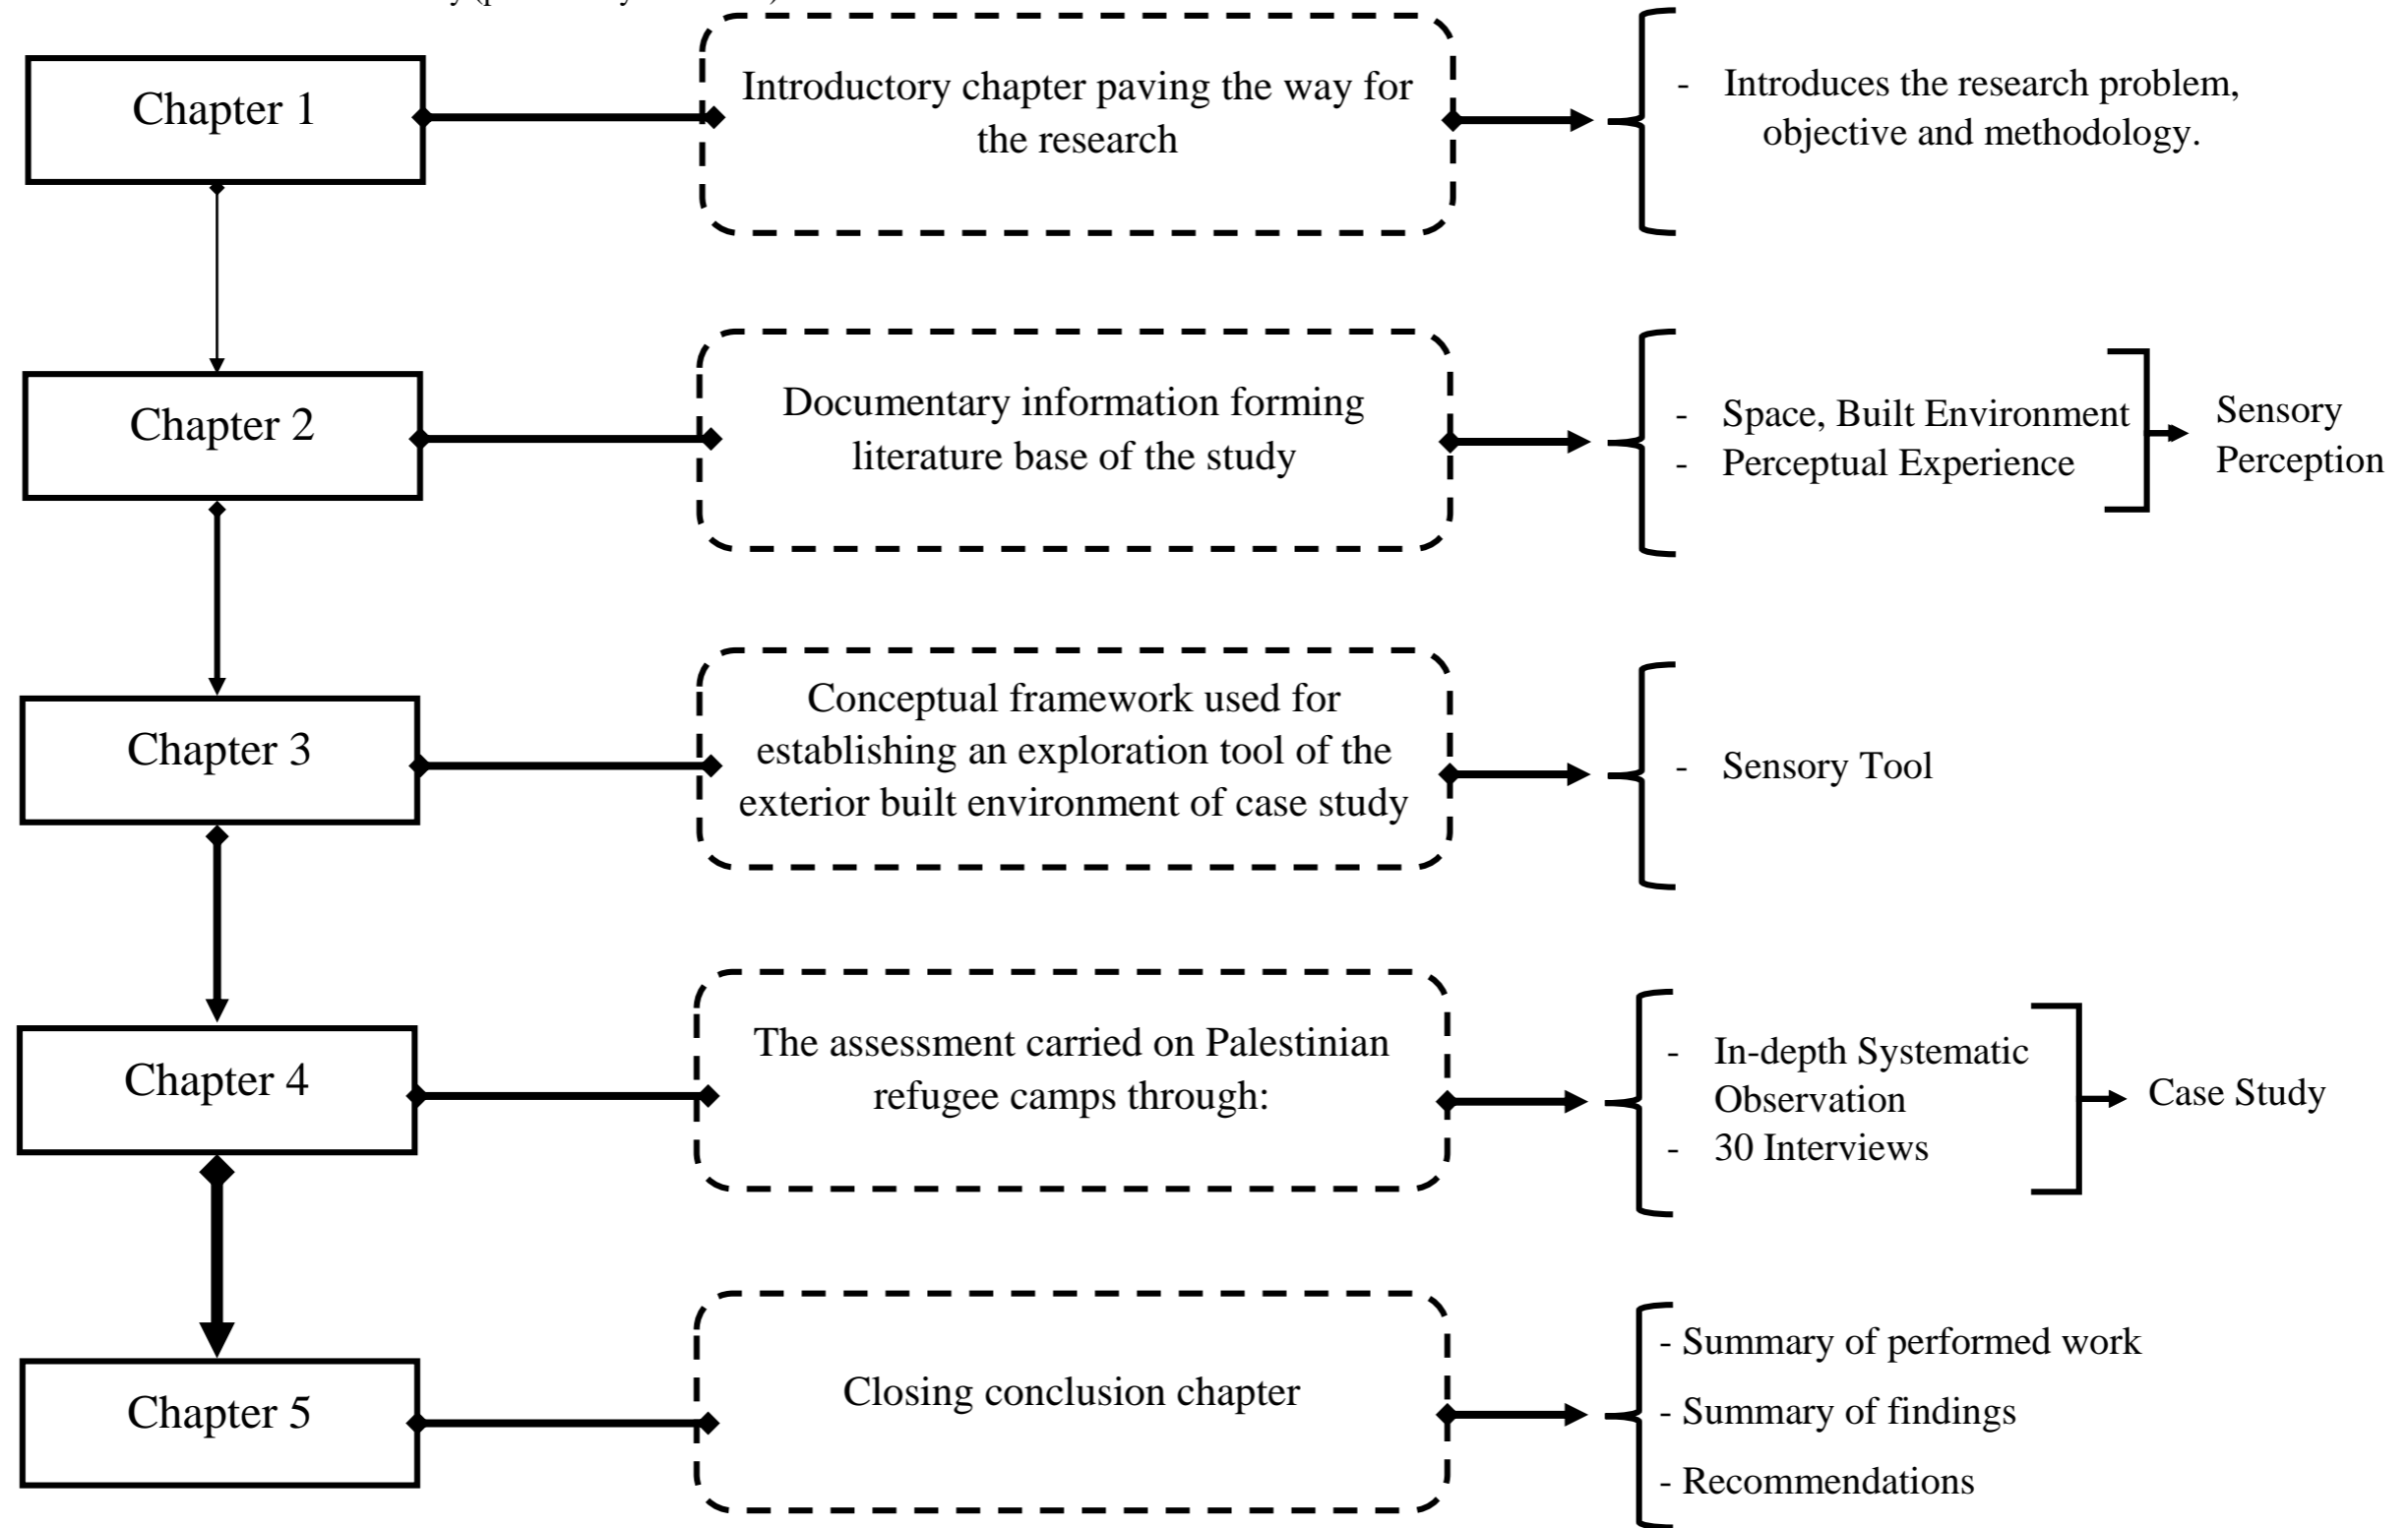 Chapter 1
Introductory chapter paving the way for
the research
- Introduces the research problem,
objective and methodology.
Chapter 2
Documentary information forming
literature base of the study
- Space, Built Environment
- Perceptual Experience
Sensory
Perception
Chapter 3
Conceptual framework used for
establishing an exploration tool of the
exterior built environment of case study
- Sensory Tool
Chapter 4
The assessment carried on Palestinian
refugee camps through:
- In-depth Systematic
Observation
- 30 Interviews
Case Study
Chapter 5
Closing conclusion chapter
- Summary of performed work
- Summary of findings
- Recommendations